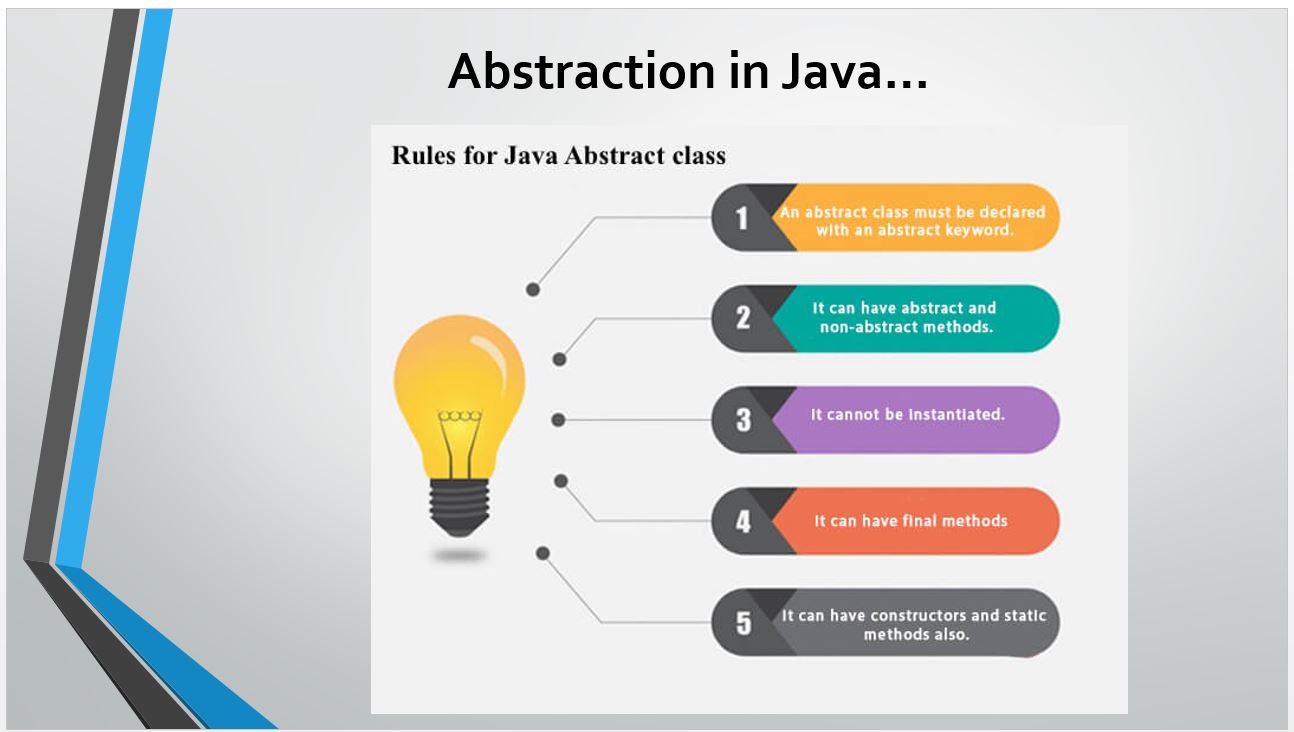 Abstraction in Java...
Rules for Java Abstract class
1
An abstract class must be declared
with an abstract keyword.
2
It can have abstract and
non-abstract methods.
3
It cannot be instantiated.
4
It can have final methods
5
It can have constructors and static
methods also.